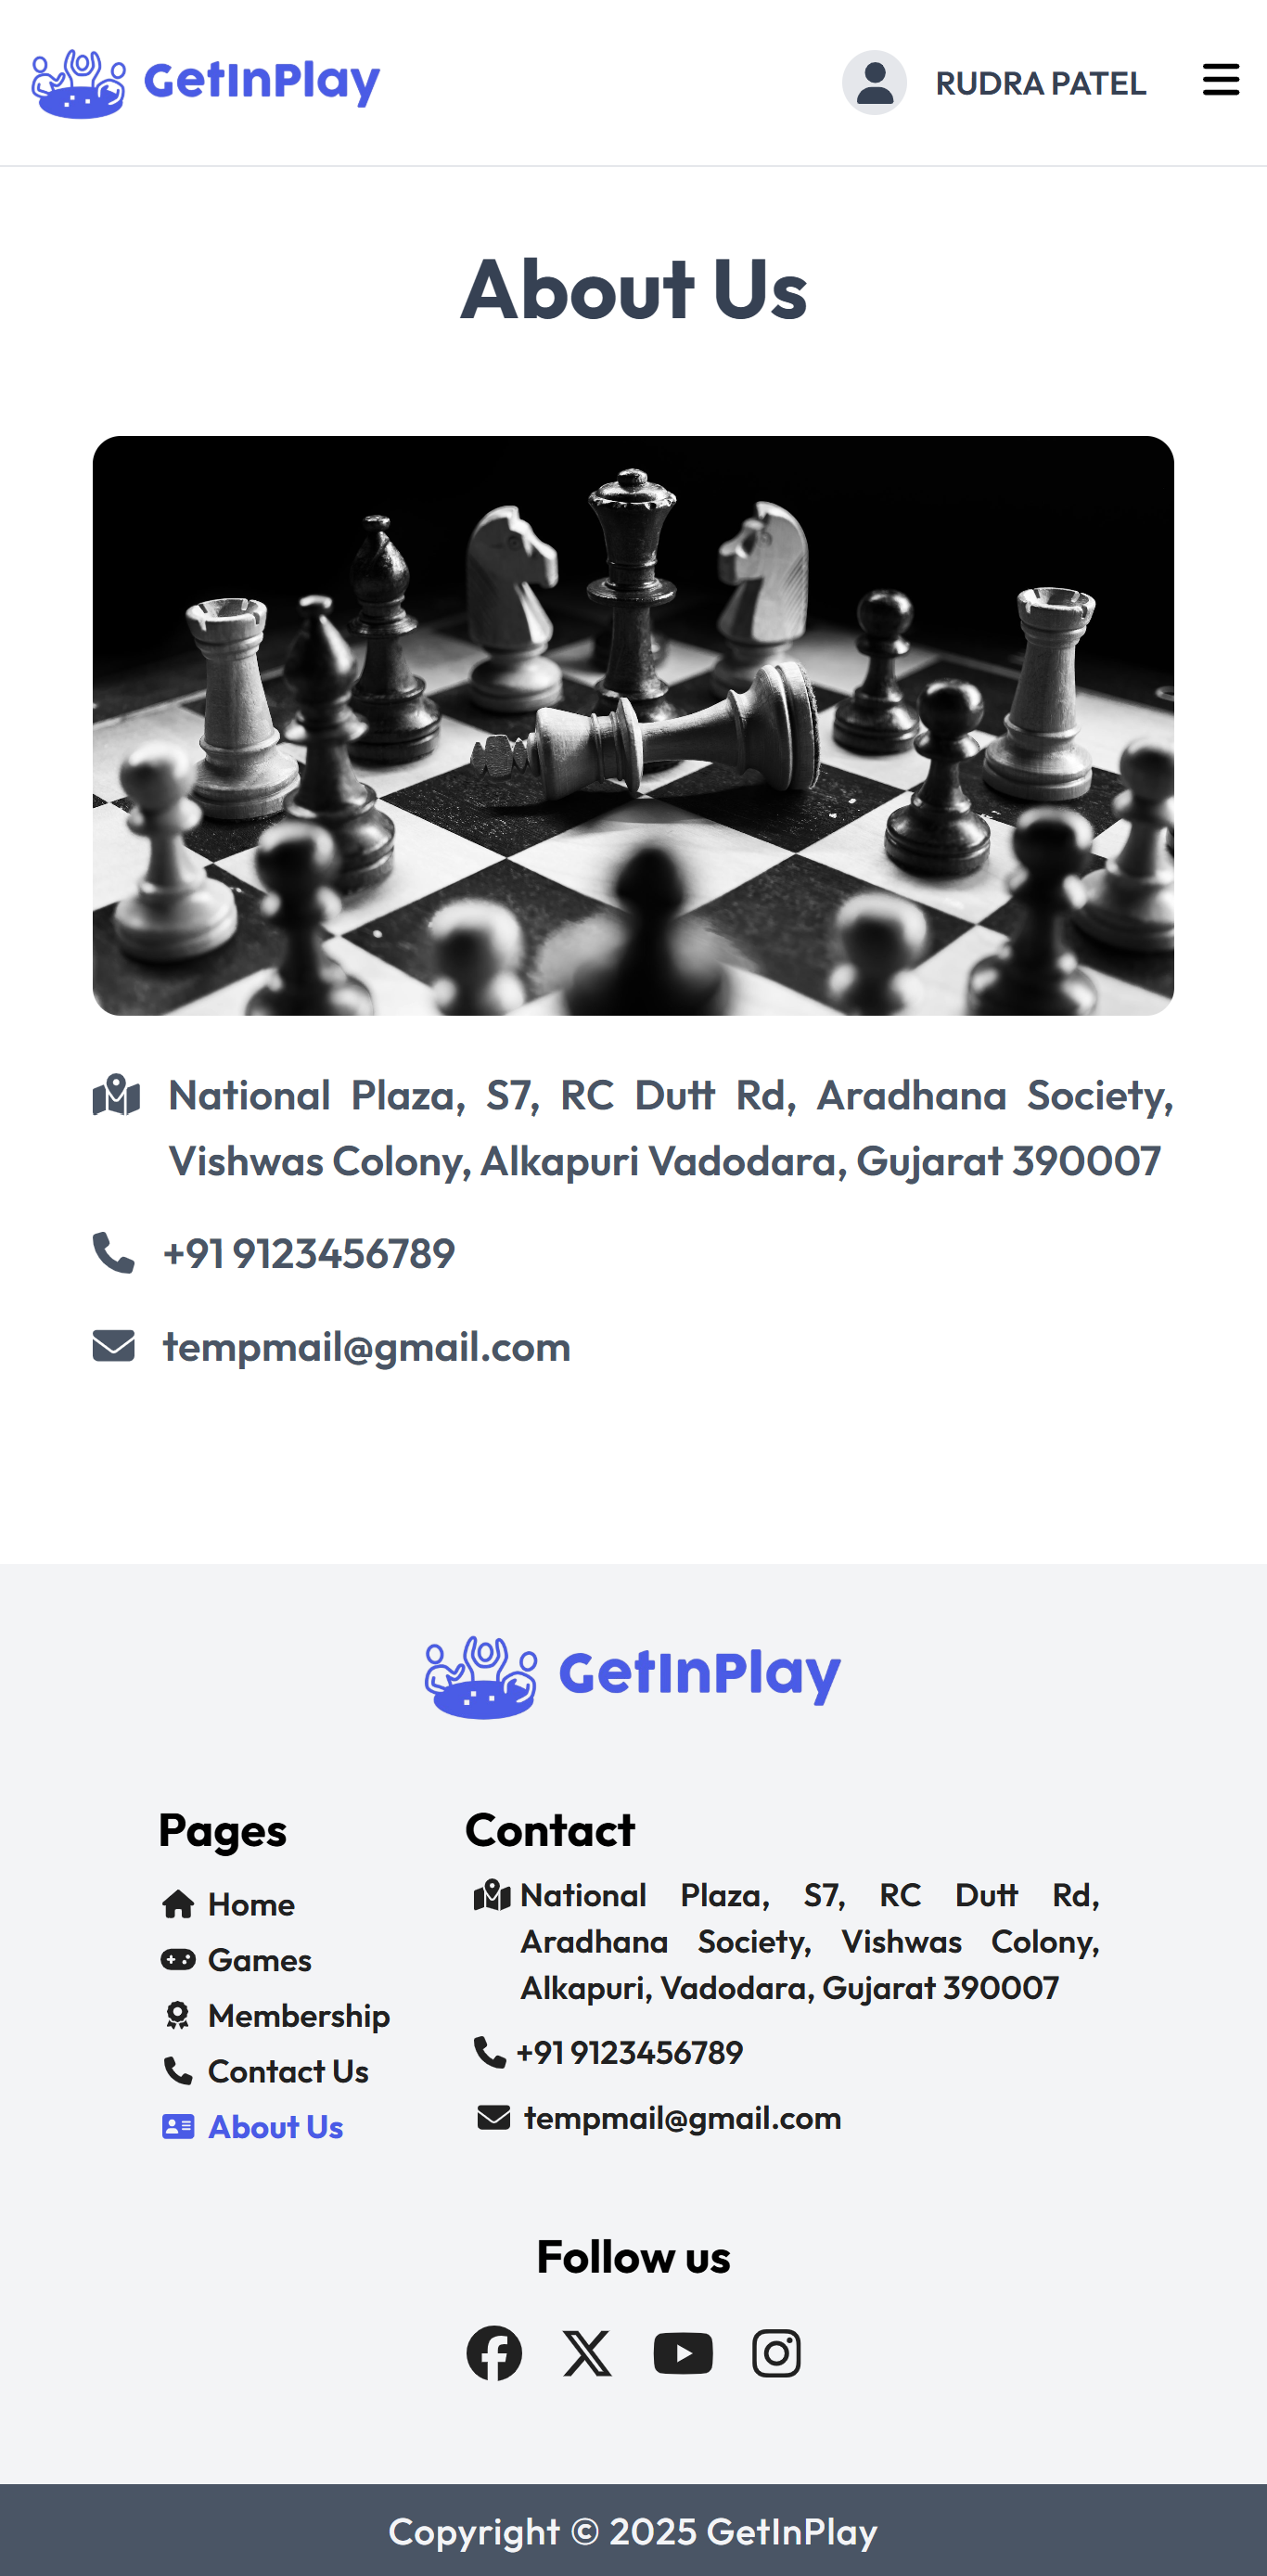 GetInPlay
RUDRA PATEL
About Us
National Plaza, S7, RC Dutt Rd, Aradhana Society,
Vishwas Colony, Alkapuri Vadodara, Gujarat 390007
+91 9123456789
tempmail@gmail.com
GetInPlay
Pages
Home
Games
Membership
Contact Us
About Us
Contact
National Plaza, S7, RC Dutt Rd,
Aradhana Society, Vishwas Colony,
Alkapuri, Vadodara, Gujarat 390007
+91 9123456789
tempmail@gmail.com
Follow us
Copyright © 2025 GetInPlay